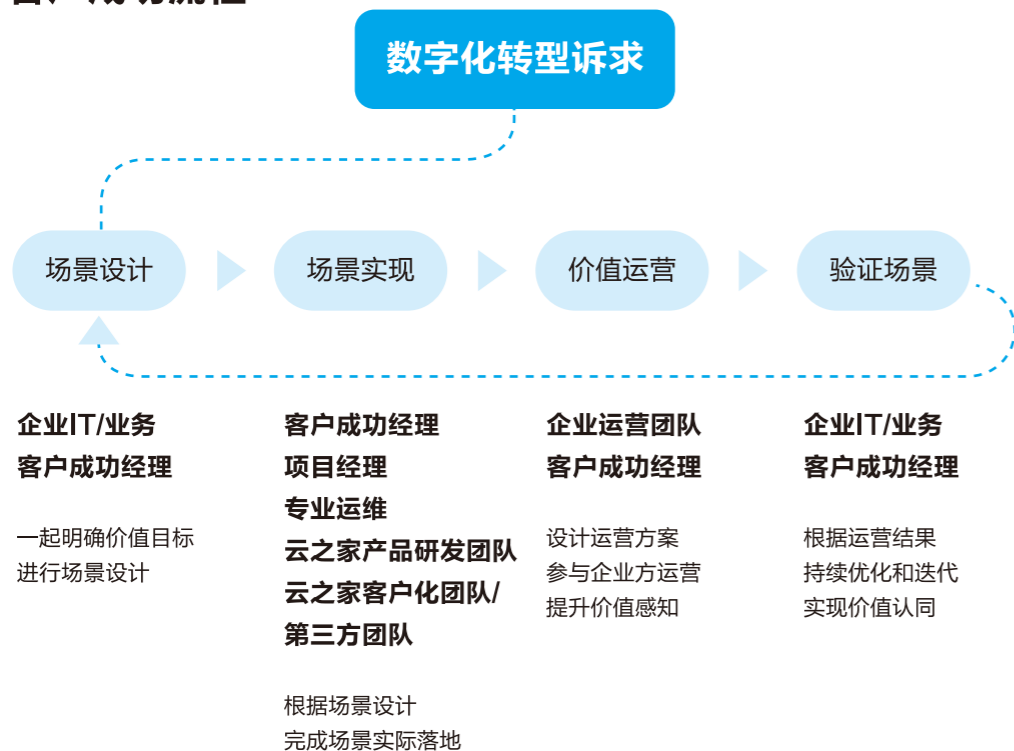 数字化转型诉求
场景设计
场景实现
价值运营
验证场景
企业IT/业务
客户成功经理
一起明确价值目标
进行场景设计
客户成功经理
项目经理
专业运维
云之家产品研发团队
云之家客户化团队/
第三方团队
根据场景设计
完成场景实际落地
企业运营团队
客户成功经理
设计运营方案
参与企业方运营
提升价值感知
企业IT/业务
客户成功经理
根据运营结果
持续优化和迭代
实现价值认同